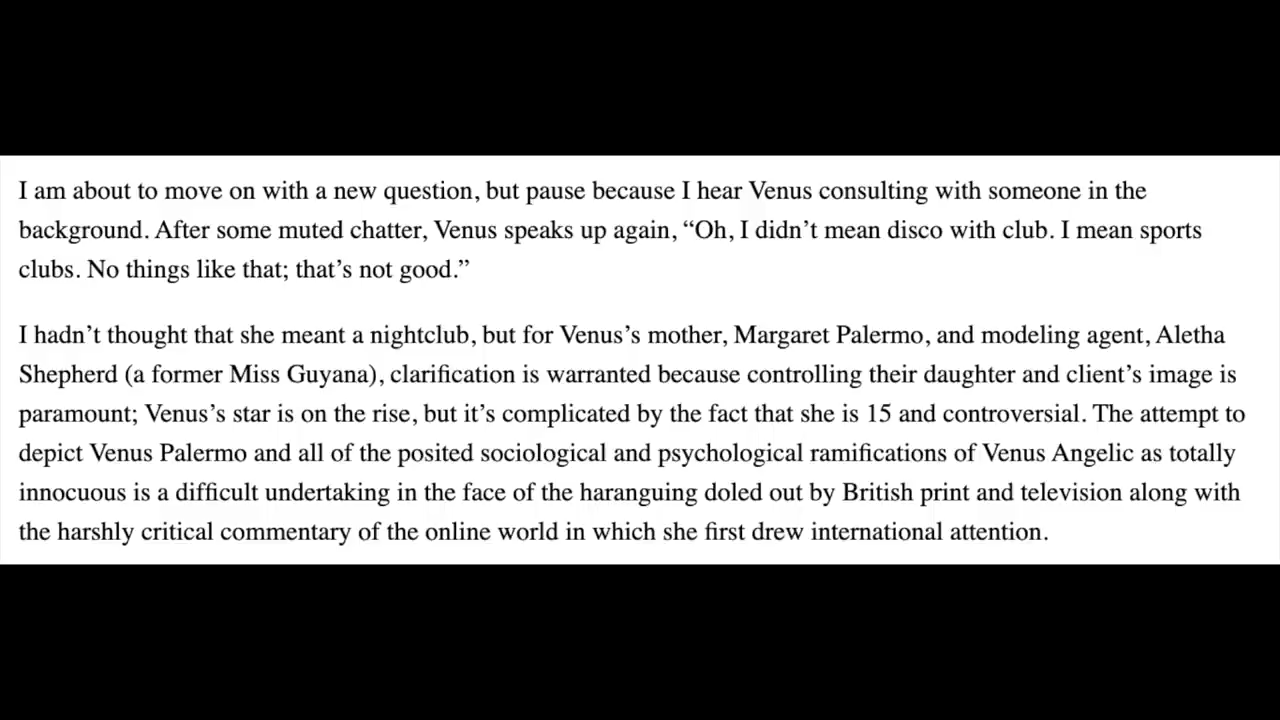 I am about to move on with a new question, but pause because I hear Venus consulting with someone in the
background. After some muted chatter, Venus speaks up again, “Oh, I didn’t mean disco with club. I mean sports
clubs. No things like that; that’s not good.”
I hadn’t thought that she meant a nightclub, but for Venus’s mother, Margaret Palermo, and modeling agent, Aletha
Shepherd (a former Miss Guyana), clarification is warranted because controlling their daughter and client’s image is
paramount; Venus’s star is on the rise, but it’s complicated by the fact that she is 15 and controversial. The attempt to
depict Venus Palermo and all of the posited sociological and psychological ramifications of Venus Angelic as totally
innocuous is a difficult undertaking in the face of the haranguing doled out by British print and television along with
the harshly critical commentary of the online world in which she first drew international attention.